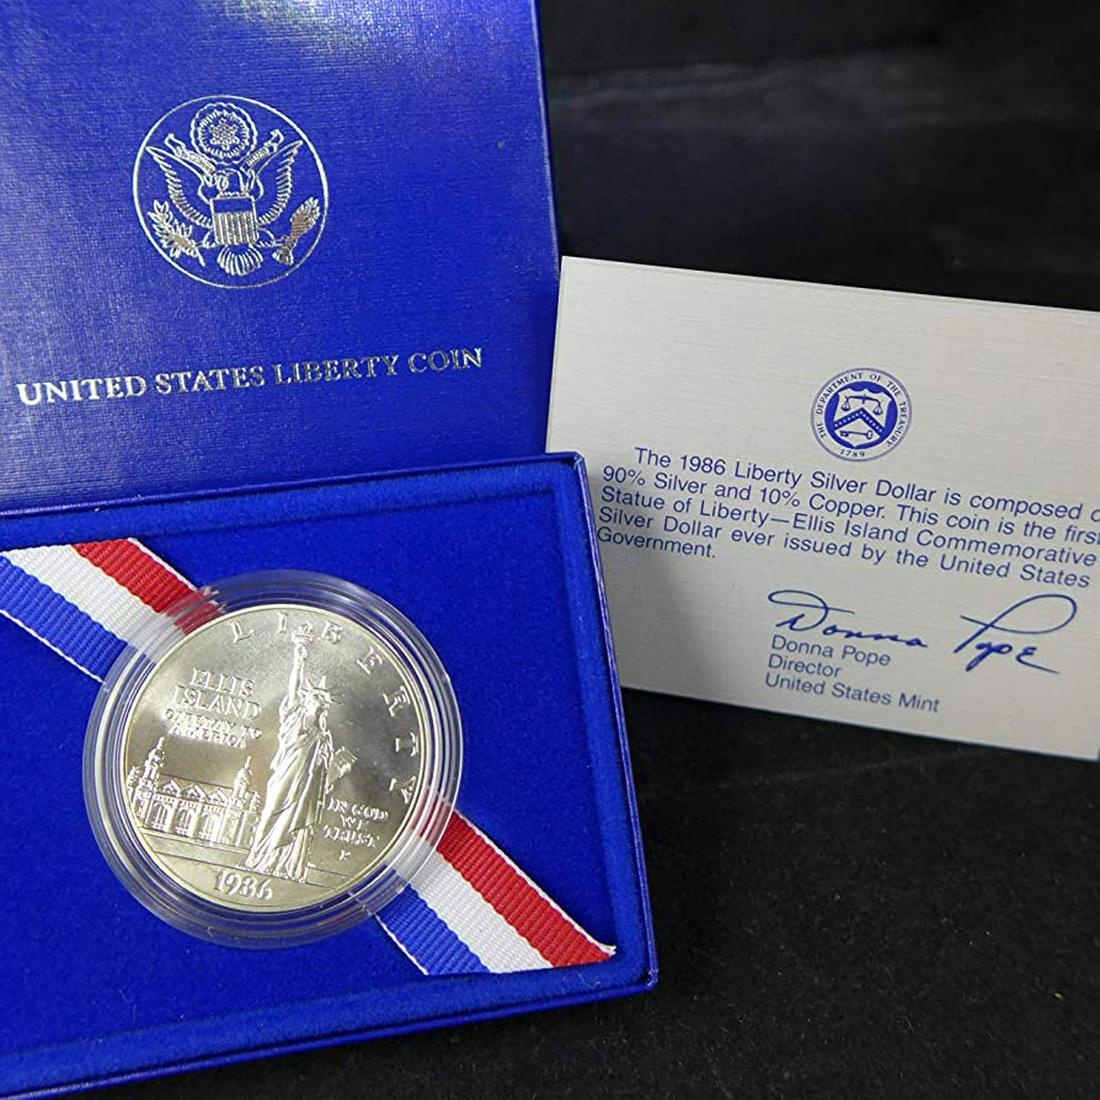 UNITED STATES LIBERTY COIN
THE DEPARTMENT OF THE TREASURY
1789
The 1986 Liberty Silver Dollar is composed
90% Silver and 10% Copper. This coin is the first
Statue of Liberty—Ellis Island Commemorative
Silver Dollar ever issued by the United States
Government.
Donna Pope
Donna Pope
Director
United States Mint
LIBERTY
ELLIS
ISLAND
GATEWAY TO
AMERICA
IN GOD
WE
TRUST
P
1986